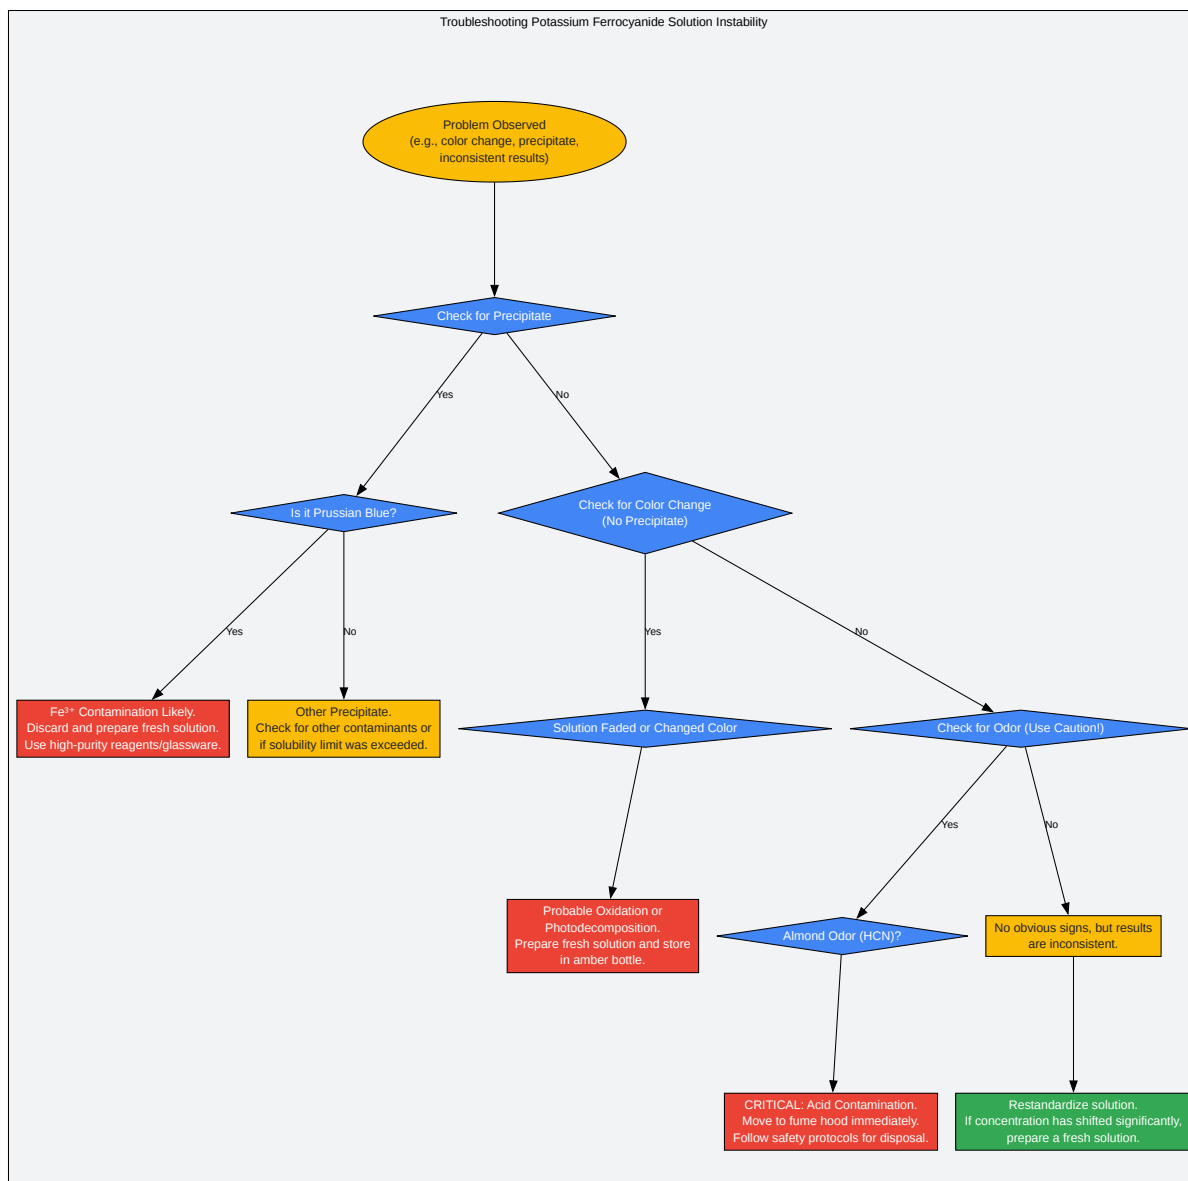 Troubleshooting Potassium Ferrocyanide Solution Instability
Problem Observed
(e.g., color change, precipitate,
inconsistent results)
Check for Precipitate
Yes
No
Is it Prussian Blue?
Check for Color Change
(No Precipitate)
Yes
No
Yes
No
Fe³⁺ Contamination Likely.
Discard and prepare fresh solution.
Use high-purity reagents/glassware.
Other Precipitate.
Check for other contaminants or
if solubility limit was exceeded.
Solution Faded or Changed Color
Check for Odor (Use Caution!)
Yes
No
Probable Oxidation or
Photodecomposition.
Prepare fresh solution and store
in amber bottle.
Almond Odor (HCN)?
No obvious signs, but results
are inconsistent.
CRITICAL: Acid Contamination.
Move to fume hood immediately.
Follow safety protocols for disposal.
Restandardize solution.
If concentration has shifted significantly,
prepare a fresh solution.